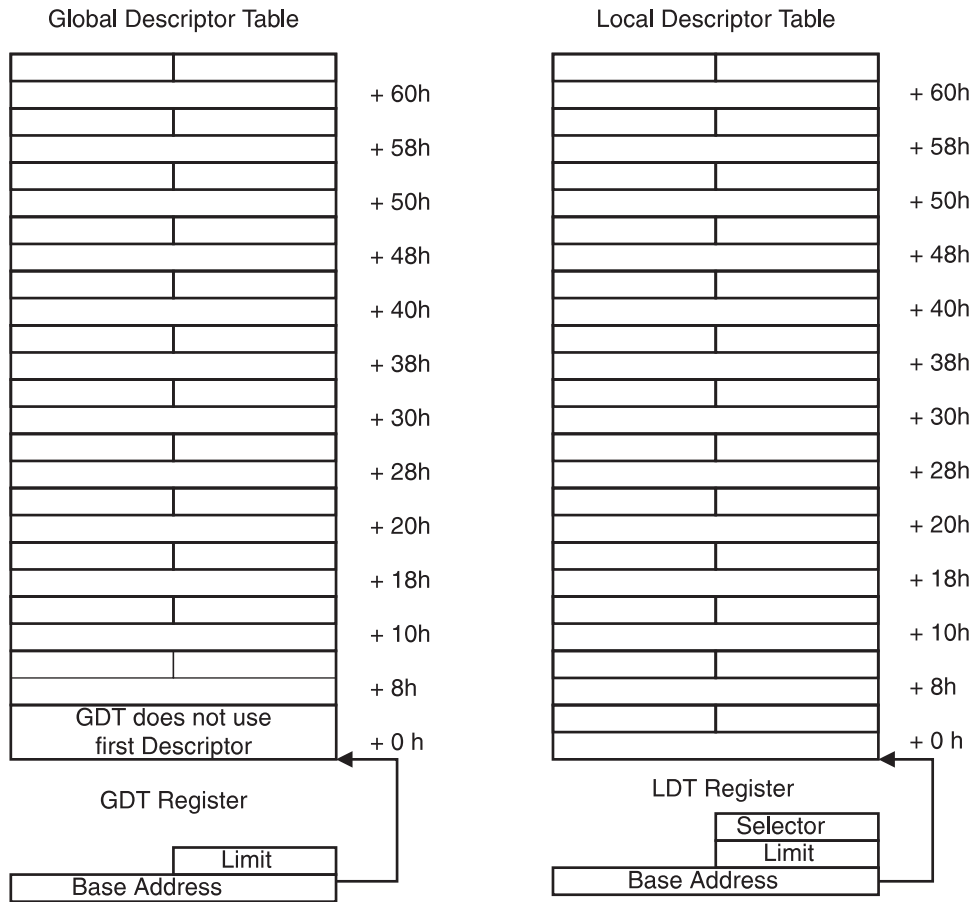 Global Descriptor Table
+ 60h
+ 58h
+ 50h
+ 48h
+ 40h
+ 38h
+ 30h
+ 28h
+ 20h
+ 18h
+ 10h
+ 8h
GDT does not use
first Descriptor
+ 0 h
GDT Register
Limit
Base Address
Local Descriptor Table
+ 60h
+ 58h
+ 50h
+ 48h
+ 40h
+ 38h
+ 30h
+ 28h
+ 20h
+ 18h
+ 10h
+ 8h
+ 0 h
LDT Register
Selector
Limit
Base Address